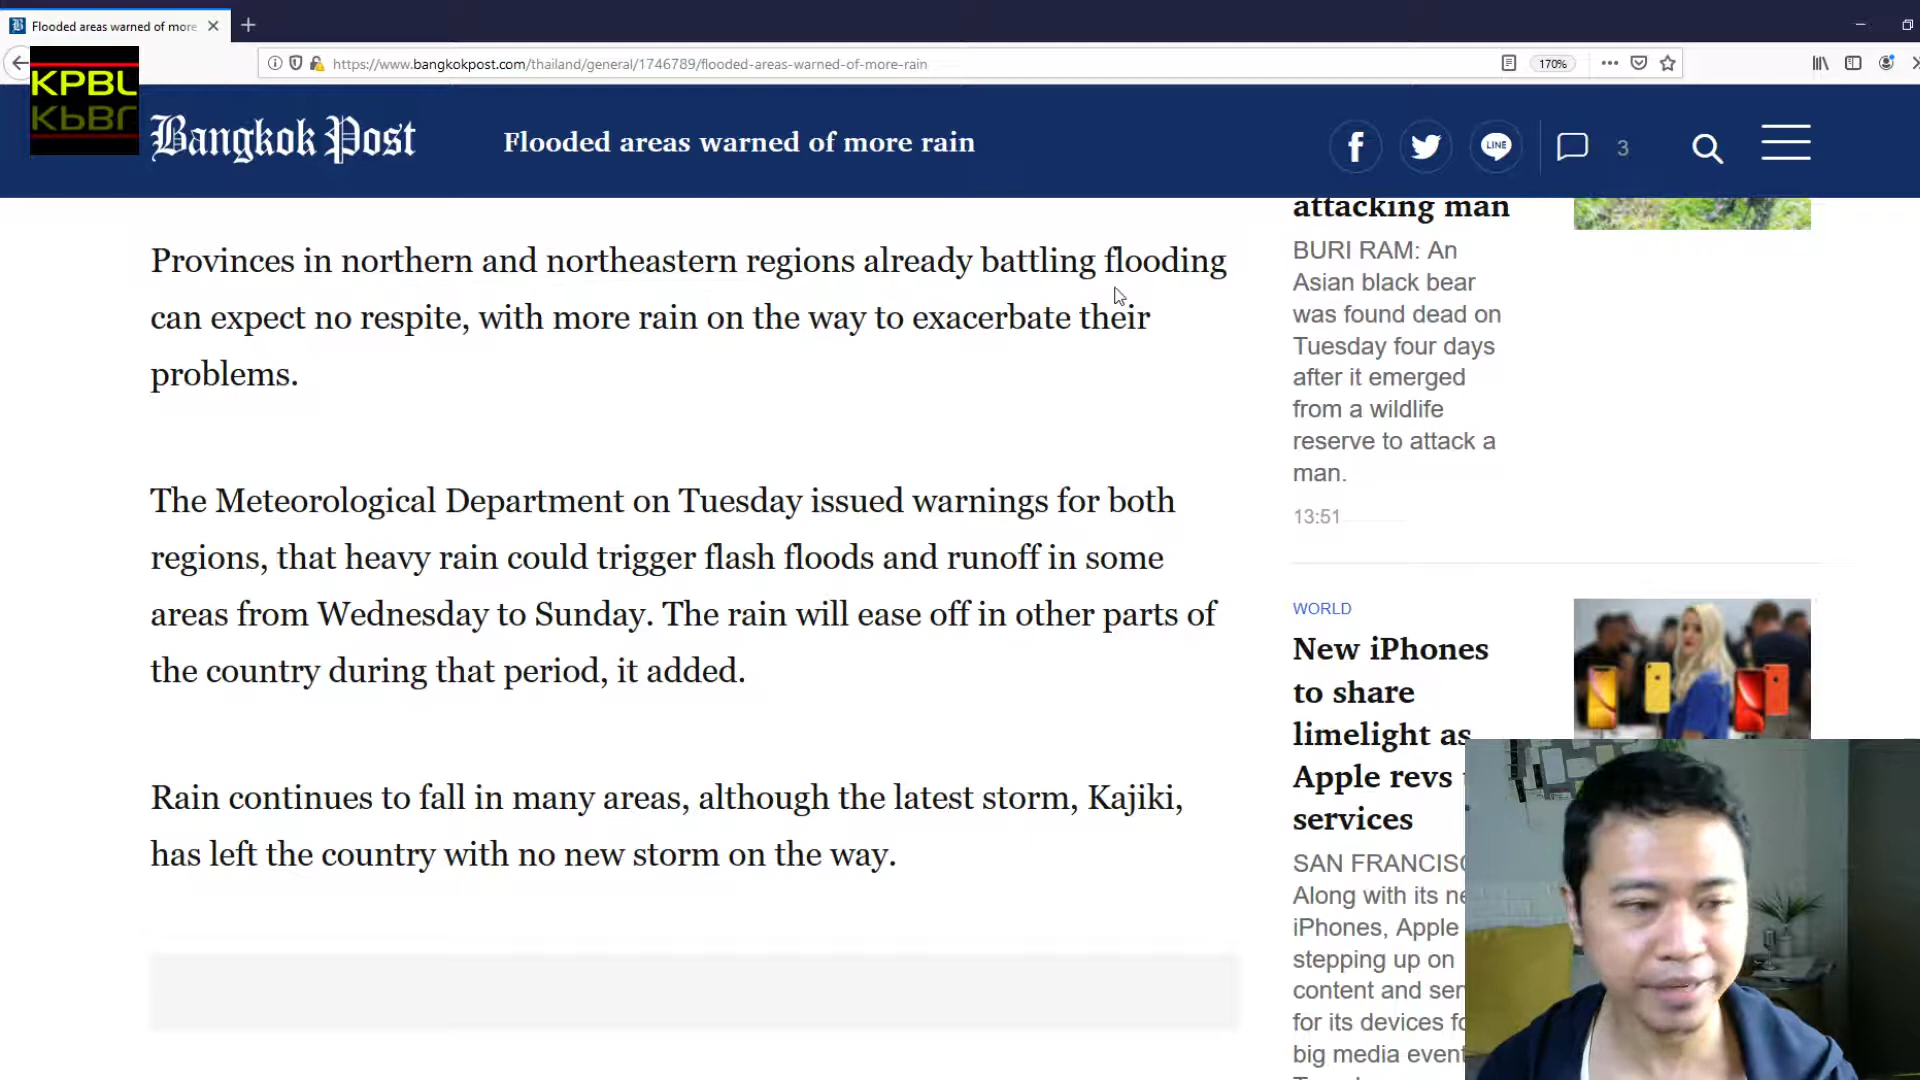 Flooded areas warned of more
https://www.bangkokpost.com/thailand/general/1746789/flooded-areas-warned-of-more-rain
170%
KPBL
Bangkok Post
Flooded areas warned of more rain
LINE
3
Provinces in northern and northeastern regions already battling flooding
can expect no respite, with more rain on the way to exacerbate their
problems.
The Meteorological Department on Tuesday issued warnings for both
regions, that heavy rain could trigger flash floods and runoff in some
areas from Wednesday to Sunday. The rain will ease off in other parts of
the country during that period, it added.
Rain continues to fall in many areas, although the latest storm, Kajiki,
has left the country with no new storm on the way.
attacking man
BURI RAM: An
Asian black bear
was found dead on
Tuesday four days
after it emerged
from a wildlife
reserve to attack a
man.
13:51
WORLD
New iPhones
to share
limelight as
Apple revs
services
SAN FRANCISC
Along with its ne
iPhones, Apple
stepping up on
content and ser
for its devices fo
big media event